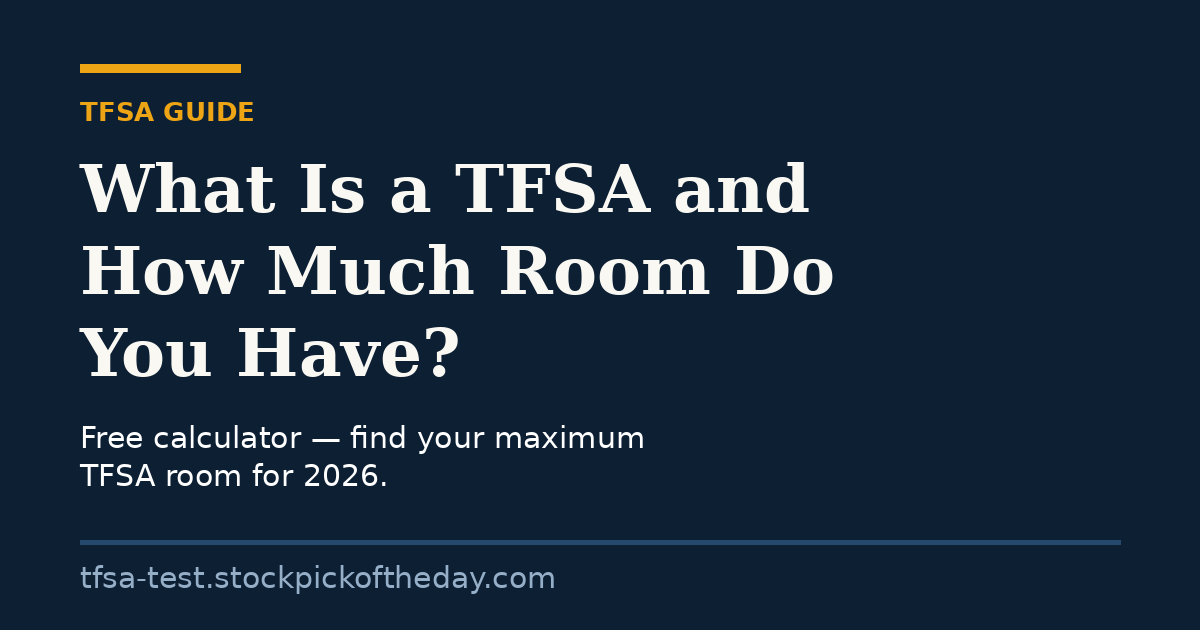 TFSA GUIDE
What Is a TFSA and
How Much Room Do
You Have?
Free calculator — find your maximum
TFSA room for 2026.
tfsa-test.stockpickoftheday.com